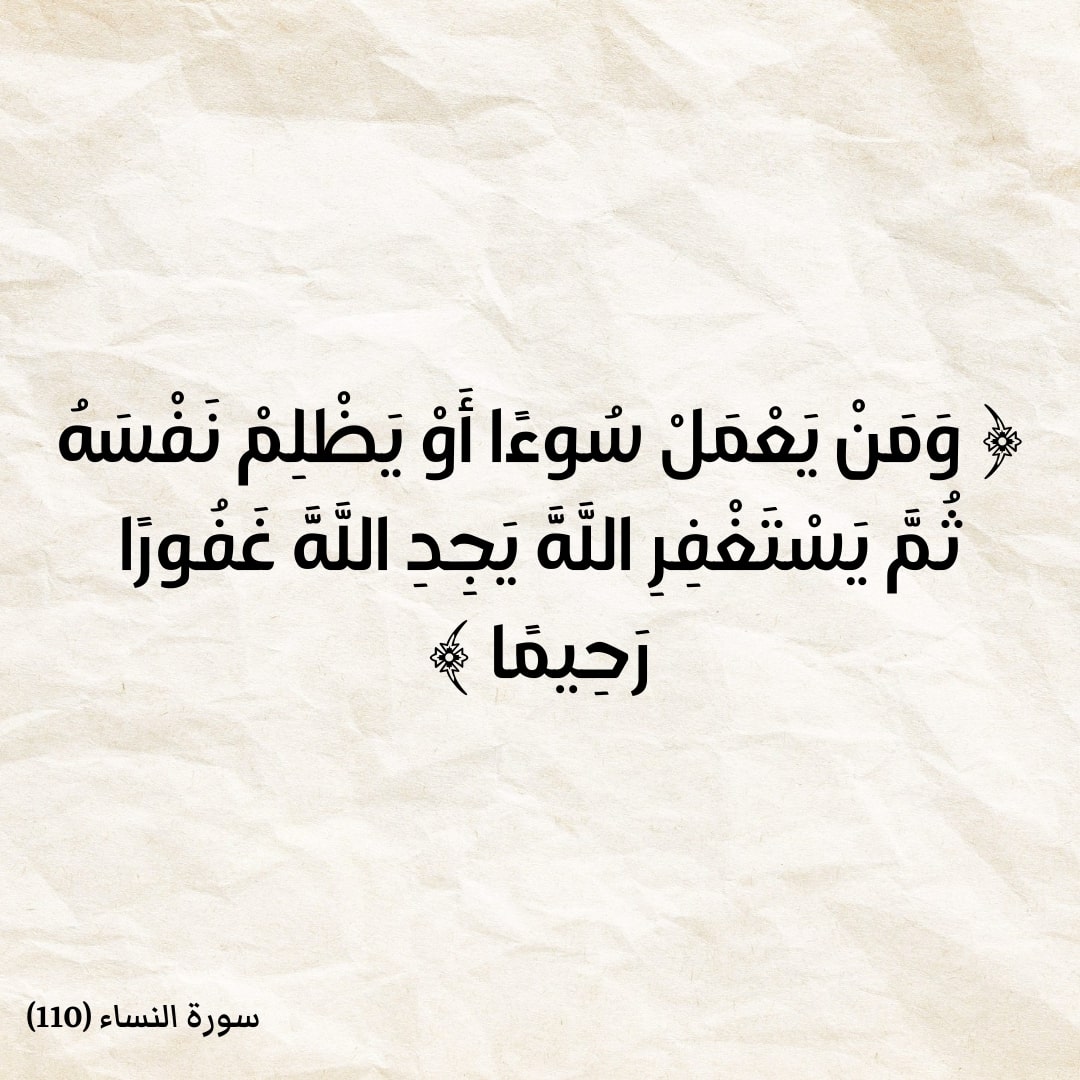 ﴿ وَمَنْ يَعْمَلْ سُوءًا أَوْ يَظْلِمْ نَفْسَهُ
ثُمَّ يَسْتَغْفِرِ اللَّهَ يَجِدِ اللَّهَ غَفُورًا
رَحِيمًا ﴾
سورة النساء (110)